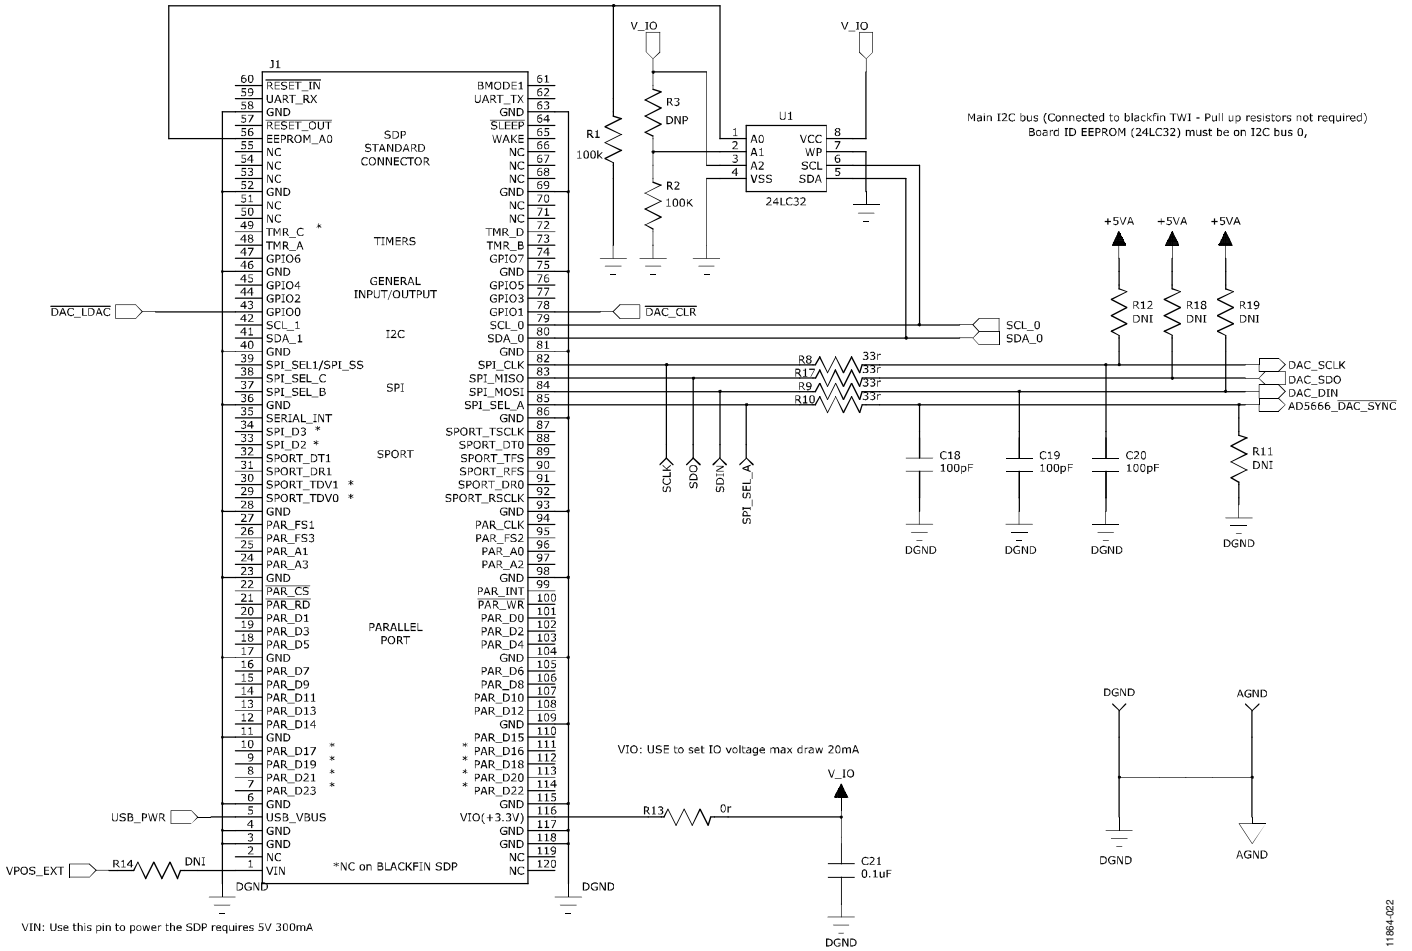 J1
60 RESET_IN BMODE1 61
59 UART_RX UART_TX 62
58 GND GND 63
57 RESET_OUT SLEEP 64
56 EEPROM_A0 WAKE 65
55 NC NC 66
54 NC NC 67
53 NC NC 68
52 GND GND 69
51 NC NC 70
50 NC NC 71
49 TMR_C * TMR_D 72
48 TMR_A TMR_B 73
47 GPIO6 GPIO7 74
46 GND GND 75
45 GPIO4 GPIO5 76
44 GPIO2 GPIO3 77
43 GPIO0 GPIO1 78
42 SCL_1 SCL_0 79
41 SDA_1 SDA_0 80
40 GND GND 81
39 SPI_SEL1/SPI_SS SPI_CLK 82
38 SPI_SEL_C SPI_MISO 83
37 SPI_SEL_B SPI_MOSI 84
36 GND SPI_SEL_A 85
35 SERIAL_INT GND 86
34 SPI_D3 * SPORT_TSCLK 87
33 SPI_D2 * SPORT_DT0 88
32 SPORT_DT1 SPORT_TFS 89
31 SPORT_DR1 SPORT_RFS 90
30 SPORT_TDV1 * SPORT_DR0 91
29 SPORT_TDV0 * SPORT_RSCLK 92
28 GND GND 93
27 PAR_FS1 PAR_CLK 94
26 PAR_FS3 PAR_FS2 95
25 PAR_A1 PAR_A0 96
24 PAR_A3 PAR_A2 97
23 GND GND 98
22 PAR_CS PAR_INT 99
21 PAR_RD PAR_WR 100
20 PAR_D1 PAR_D0 101
19 PAR_D3 PAR_D2 102
18 PAR_D5 PAR_D4 103
17 GND GND 104
16 PAR_D7 PAR_D6 105
15 PAR_D9 PAR_D8 106
14 PAR_D11 PAR_D10 107
13 PAR_D13 PAR_D12 108
12 PAR_D14 GND 109
11 GND PAR_D15 110
10 PAR_D17 * * PAR_D16 111
9 PAR_D19 * * PAR_D18 112
8 PAR_D21 * * PAR_D20 113
7 PAR_D23 * * PAR_D22 114
6 GND GND 115
5 USB_VBUS VIO(+3.3V) 116
4 GND GND 117
3 GND GND 118
2 NC NC 119
1 VIN NC 120
SDP
STANDARD
CONNECTOR
TIMERS
GENERAL
INPUT/OUTPUT
I2C
SPI
SPORT
PARALLEL
PORT
*NC on BLACKFIN SDP
DAC_LDAC
USB_PWR
VPOS_EXT
R14
DNI
DGND
DGND
VIN: Use this pin to power the SDP requires 5V 300mA
R1
100k
V_IO
R3
DNP
R2
100K
V_IO
U1
1 A0 VCC 8
2 A1 WP 7
3 A2 SCL 6
4 VSS SDA 5
24LC32
Main I2C bus (Connected to blackfin TWI - Pull up resistors not required)
Board ID EEPROM (24LC32) must be on I2C bus 0,
DAC_CLR
SCL_0
SDA_0
+5VA +5VA +5VA
R12
DNI
R18
DNI
R19
DNI
R8 33r
R17 33r
R9 33r
R10 33r
DAC_SCLK
DAC_SDO
DAC_DIN
AD5666_DAC_SYNC
SCLK
SDO
SDIN
SPI_SEL_A
C18
100pF
C19
100pF
C20
100pF
R11
DNI
DGND
DGND
DGND
DGND
VIO: USE to set IO voltage max draw 20mA
V_IO
R13
0r
C21
0.1uF
DGND
DGND
AGND
DGND
AGND
11864-022